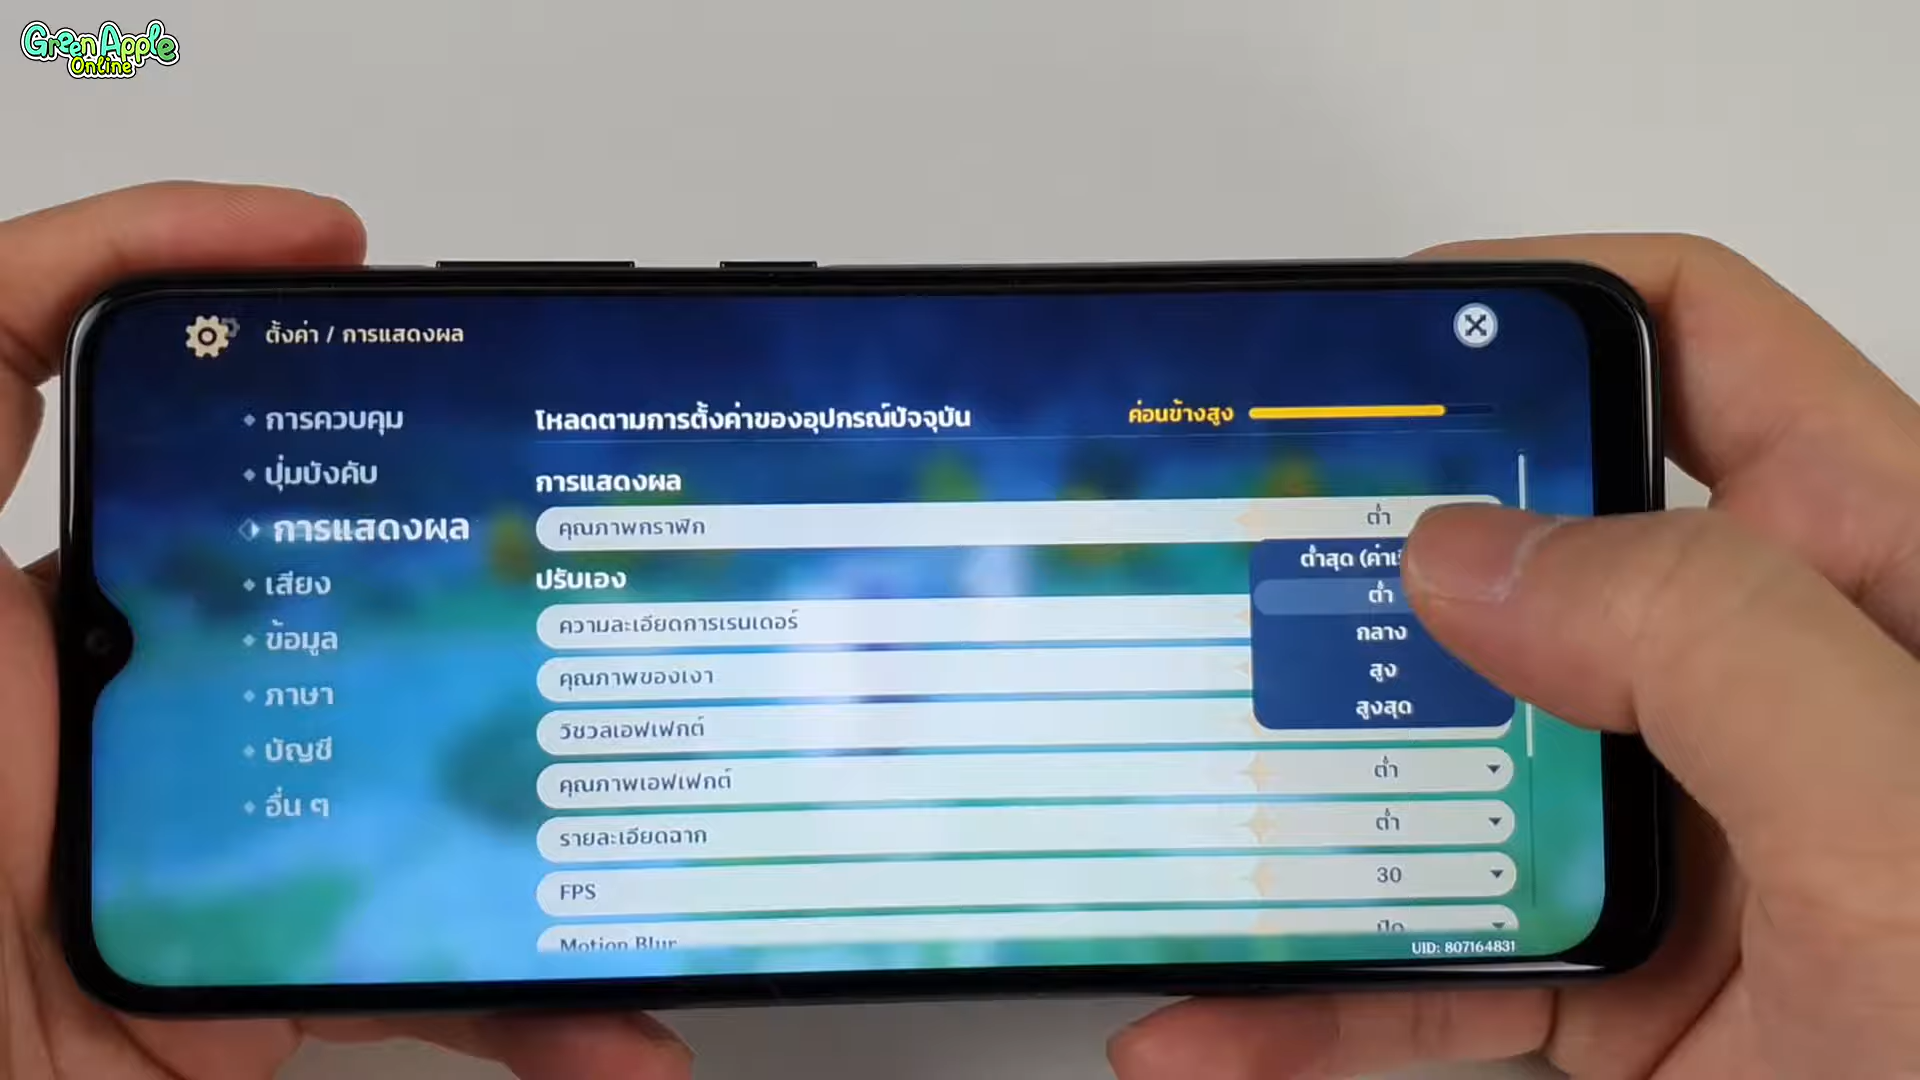 Green Apple
Online
ตั้งค่า / การแสดงผล
การควบคุม
ปุ่มบังคับ
การแสดงผล
เสียง
ข้อมูล
ภาษา
บัญชี
อื่น ๆ
โหลดตามการตั้งค่าของอุปกรณ์ปัจจุบัน
ค่อนข้างสูง
การแสดงผล
คุณภาพกราฟิก ต่ำ
ต่ำสุด
ต่ำ
กลาง
สูง
สูงสุด
ปรับเอง
ความละเอียดการเรนเดอร์
คุณภาพของเงา
วิชวลเอฟเฟกต์
คุณภาพเอฟเฟกต์ ต่ำ
รายละเอียดฉาก ต่ำ
FPS 30
Motion Blur ปิด
UID: 807164831